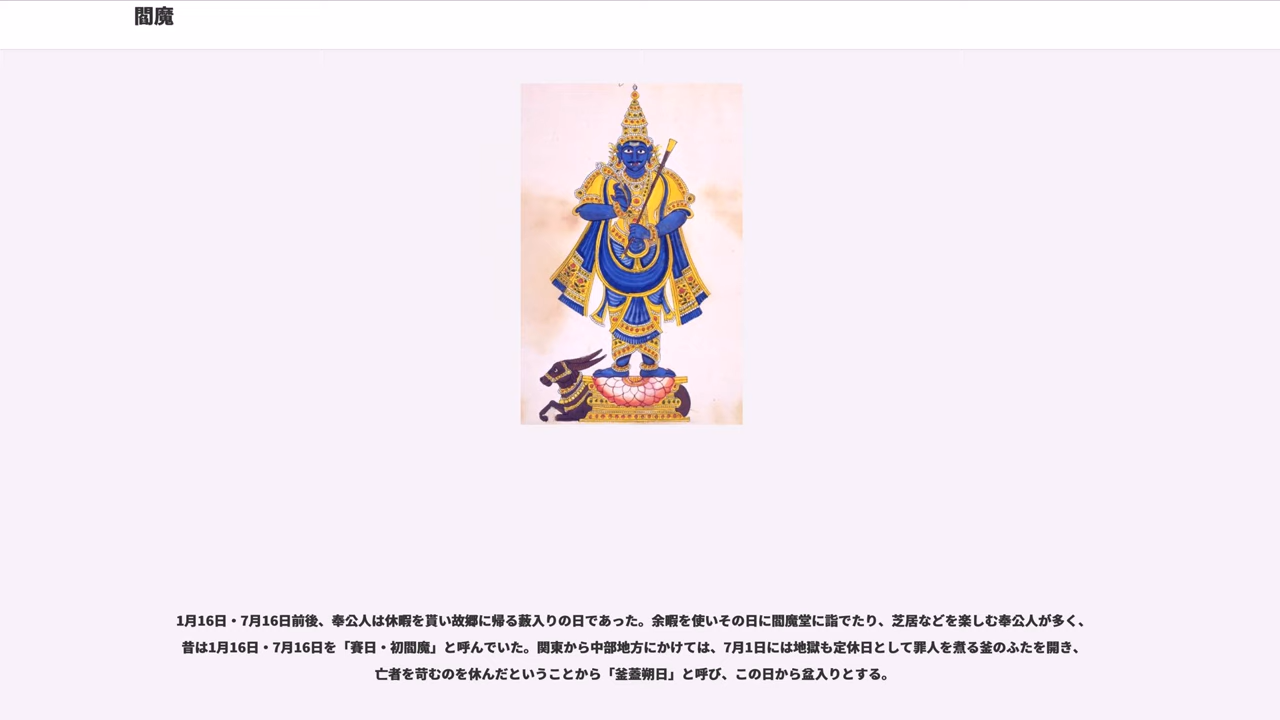 閻魔
1月16日・7月16日前後、奉公人は休暇を貰い故郷に帰る薮入りの日であった。余暇を使いその日に閻魔堂に詣でたり、芝居などを楽しむ奉公人が多く、
昔は1月16日・7月16日を「賽日・初閻魔」と呼んでいた。関東から中部地方にかけては、7月1日には地獄も定休日として罪人を煮る釜のふたを開き、
亡者を苛むのを休んだということから「釜蓋朔日」と呼び、この日から盆入りとする。